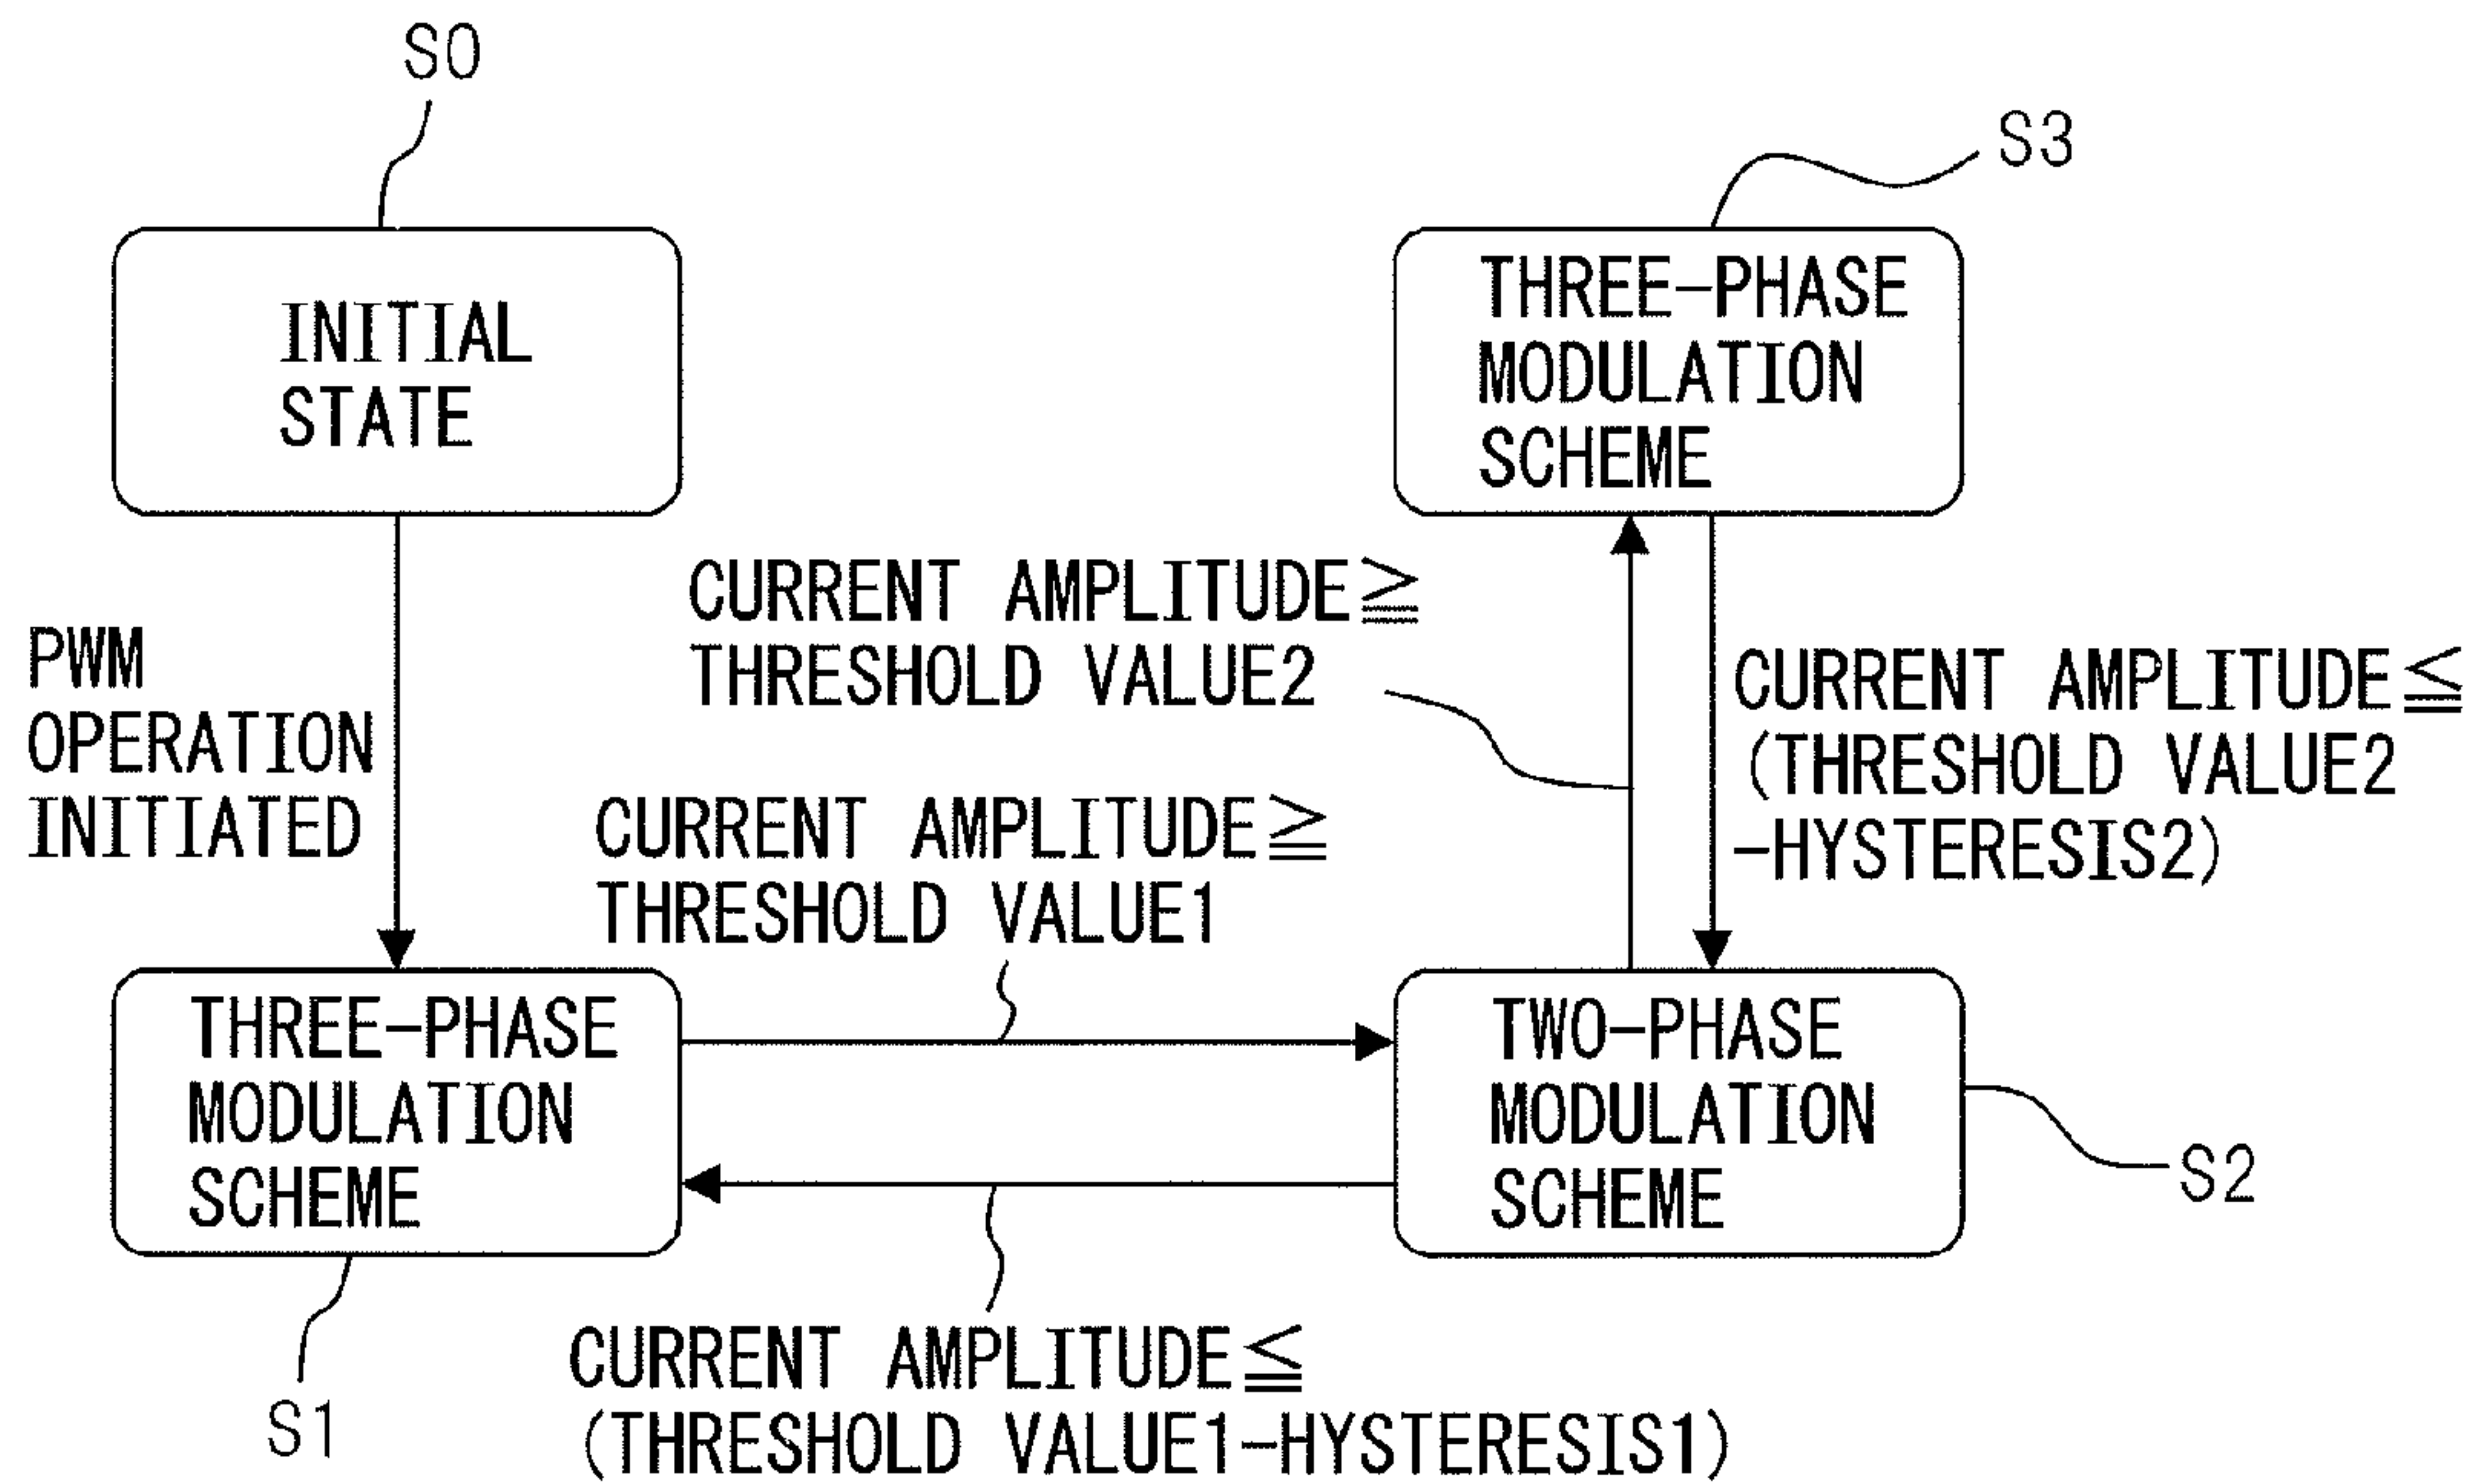 S0
S3
INITIAL
STATE
THREE-PHASE
MODULATION
SCHEME
CURRENT AMPLITUDE≧
THRESHOLD VALUE2
PWM
OPERATION
INITIATED
CURRENT AMPLITUDE≦
(THRESHOLD VALUE2
-HYSTERESIS2)
CURRENT AMPLITUDE≧
THRESHOLD VALUE1
THREE-PHASE
MODULATION
SCHEME
TWO-PHASE
MODULATION
SCHEME
S2
S1
CURRENT AMPLITUDE≦
(THRESHOLD VALUE1-HYSTERESIS1)